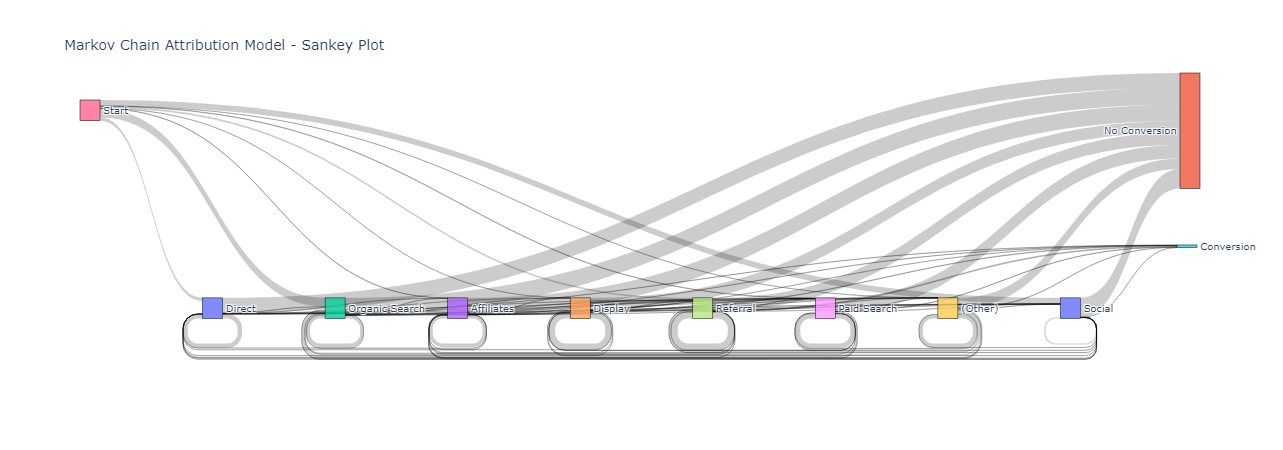 Markov Chain Attribution Model - Sankey Plot
Start
No Conversion
Conversion
Direct
Organic Search
Affiliates
Display
Referral
Paid Search
(Other)
Social